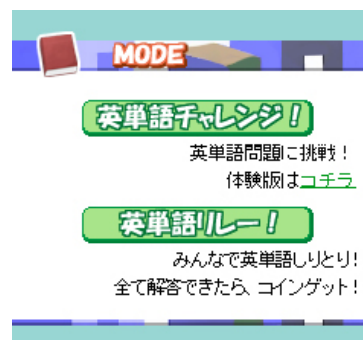 MODE
英単語チャレンジ!
英単語問題に挑戦!
体験版はコチラ
英単語リレー!
みんなで英単語しりとり!
全て解答できたら、コインゲット!